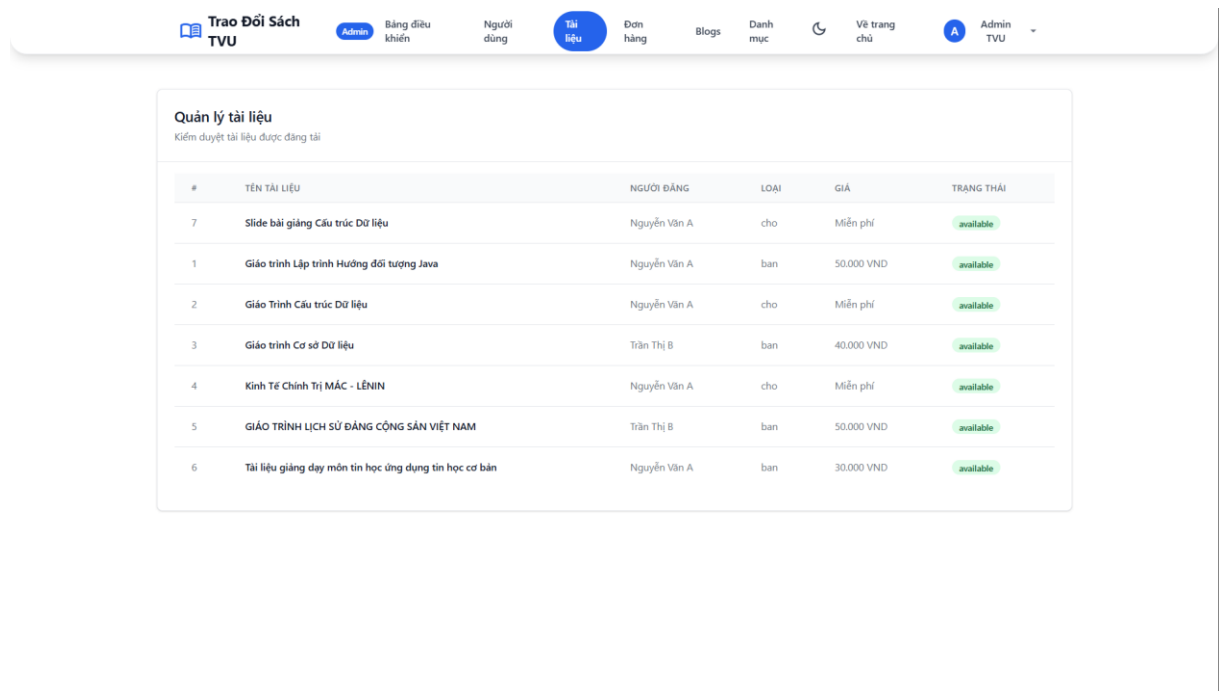 Trao Đổi Sách
TVU
Admin
Bảng điều
khiển
Người
dùng
Tài
liệu
Đơn
hàng
Blogs
Danh
mục
Về trang
chủ
A
Admin
TVU
Quản lý tài liệu
Kiểm duyệt tài liệu được đăng tải
# TÊN TÀI LIỆU NGƯỜI ĐĂNG LOẠI GIÁ TRẠNG THÁI
7 Slide bài giảng Cấu trúc Dữ liệu Nguyễn Văn A cho Miễn phí available
1 Giáo trình Lập trình Hướng đối tượng Java Nguyễn Văn A ban 50.000 VND available
2 Giáo Trình Cấu trúc Dữ liệu Nguyễn Văn A cho Miễn phí available
3 Giáo trình Cơ sở Dữ liệu Trần Thị B ban 40.000 VND available
4 Kinh Tế Chính Trị MÁC - LÊNIN Nguyễn Văn A cho Miễn phí available
5 GIÁO TRÌNH LỊCH SỬ ĐẢNG CỘNG SẢN VIỆT NAM Trần Thị B ban 50.000 VND available
6 Tài liệu giảng dạy môn tin học ứng dụng tin học cơ bản Nguyễn Văn A ban 30.000 VND available